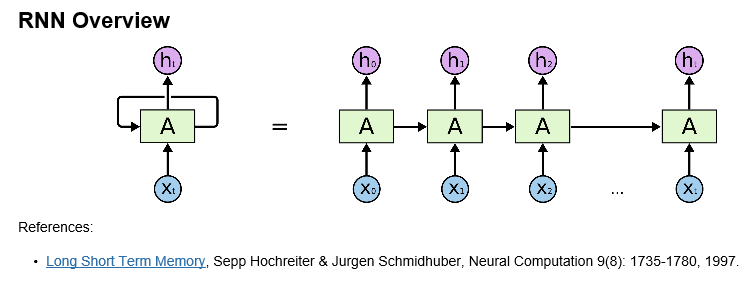 RNN Overview
hₜ h₀ h₁ h₂ hₜ
A = A A A A
xₜ x₀ x₁ x₂ ... xₜ
References:
• Long Short Term Memory, Sepp Hochreiter & Jurgen Schmidhuber, Neural Computation 9(8): 1735-1780, 1997.